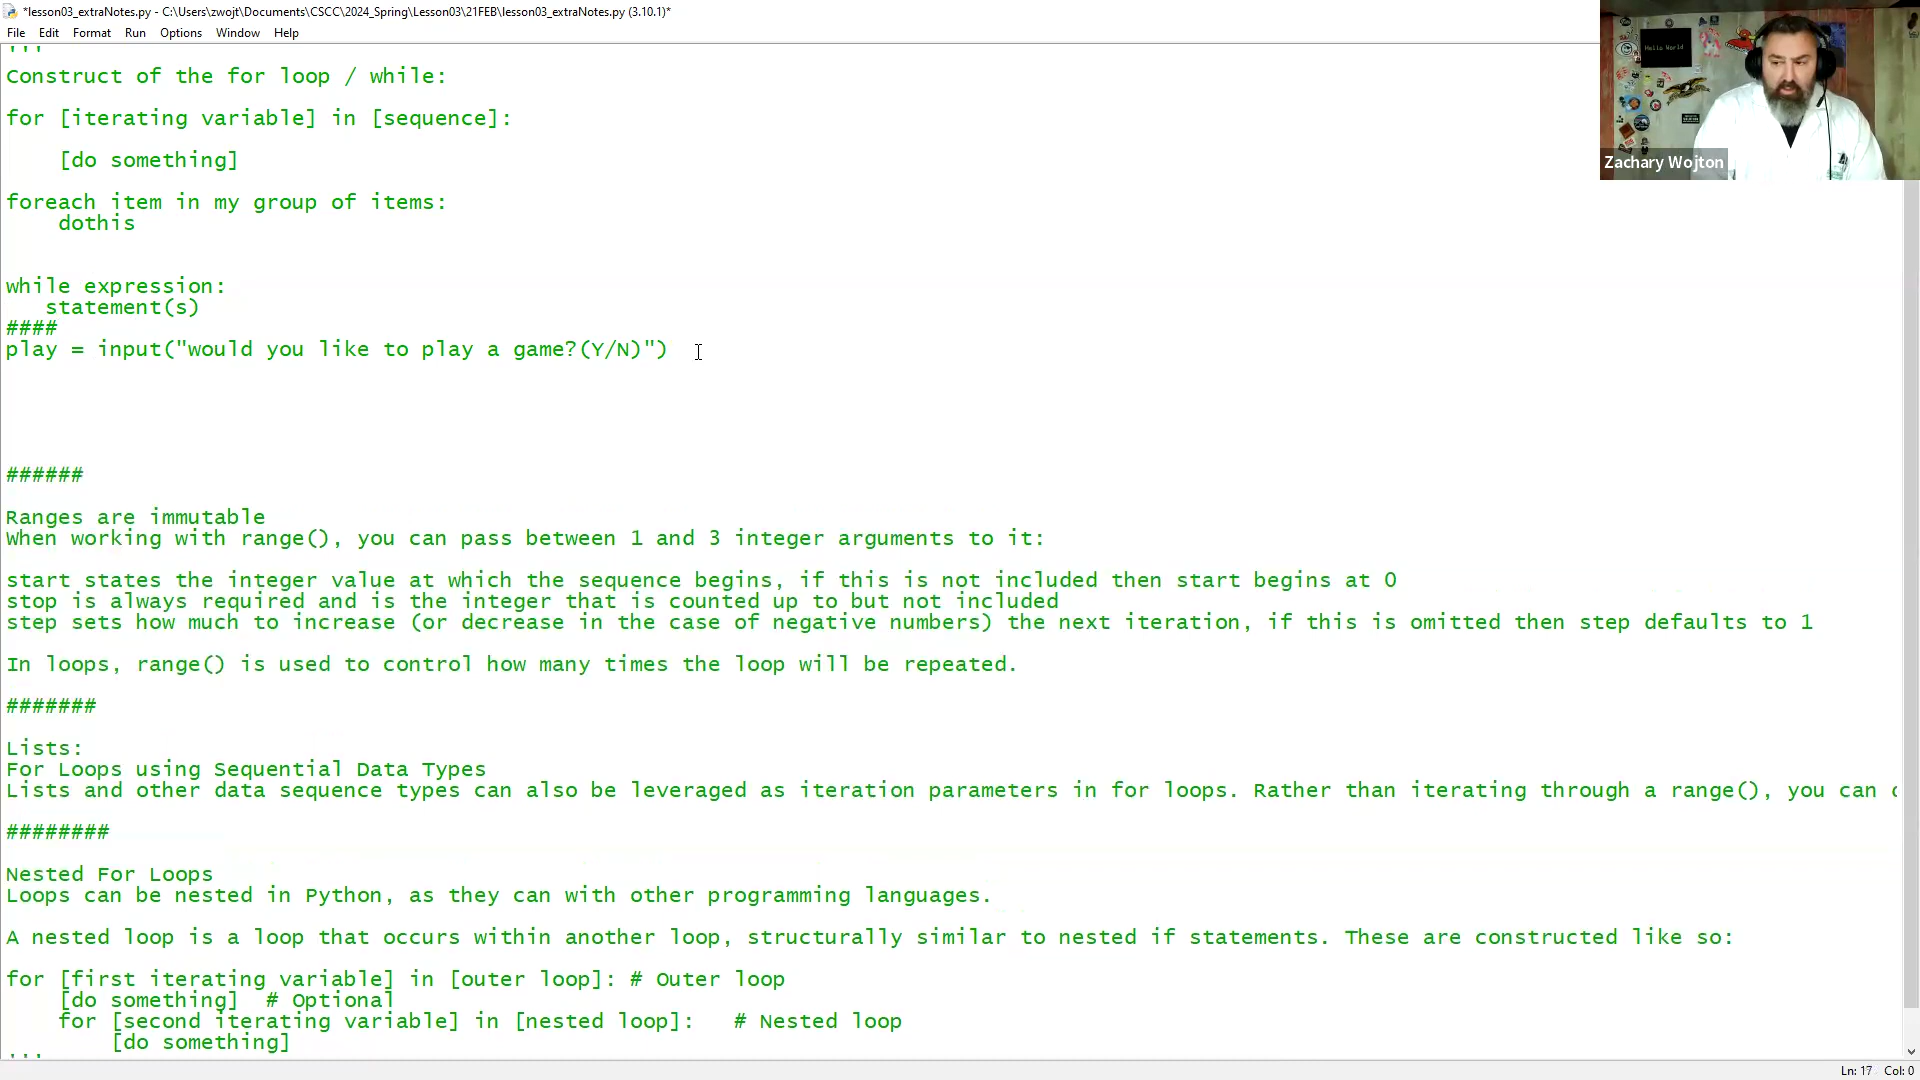 *lesson03_extraNotes.py - C:\Users\zwojt\Documents\CSCC\2024_Spring\Lesson03\21FEB\lesson03_extraNotes.py (3.10.1)*
File Edit Format Run Options Window Help
'''
Construct of the for loop / while:
for [iterating variable] in [sequence]:
[do something]
foreach item in my group of items:
dothis
while expression:
statement(s)
####
play = input("would you like to play a game?(Y/N)")
######
Ranges are immutable
When working with range(), you can pass between 1 and 3 integer arguments to it:
start states the integer value at which the sequence begins, if this is not included then start begins at 0
stop is always required and is the integer that is counted up to but not included
step sets how much to increase (or decrease in the case of negative numbers) the next iteration, if this is omitted then step defaults to 1
In loops, range() is used to control how many times the loop will be repeated.
#######
Lists:
For Loops using Sequential Data Types
Lists and other data sequence types can also be leveraged as iteration parameters in for loops. Rather than iterating through a range(), you can
########
Nested For Loops
Loops can be nested in Python, as they can with other programming languages.
A nested loop is a loop that occurs within another loop, structurally similar to nested if statements. These are constructed like so:
for [first iterating variable] in [outer loop]: # Outer loop
[do something]  # Optional
for [second iterating variable] in [nested loop]:   # Nested loop
[do something]
'''
Ln: 17 Col: 0
Hello World
Zachary Wojton